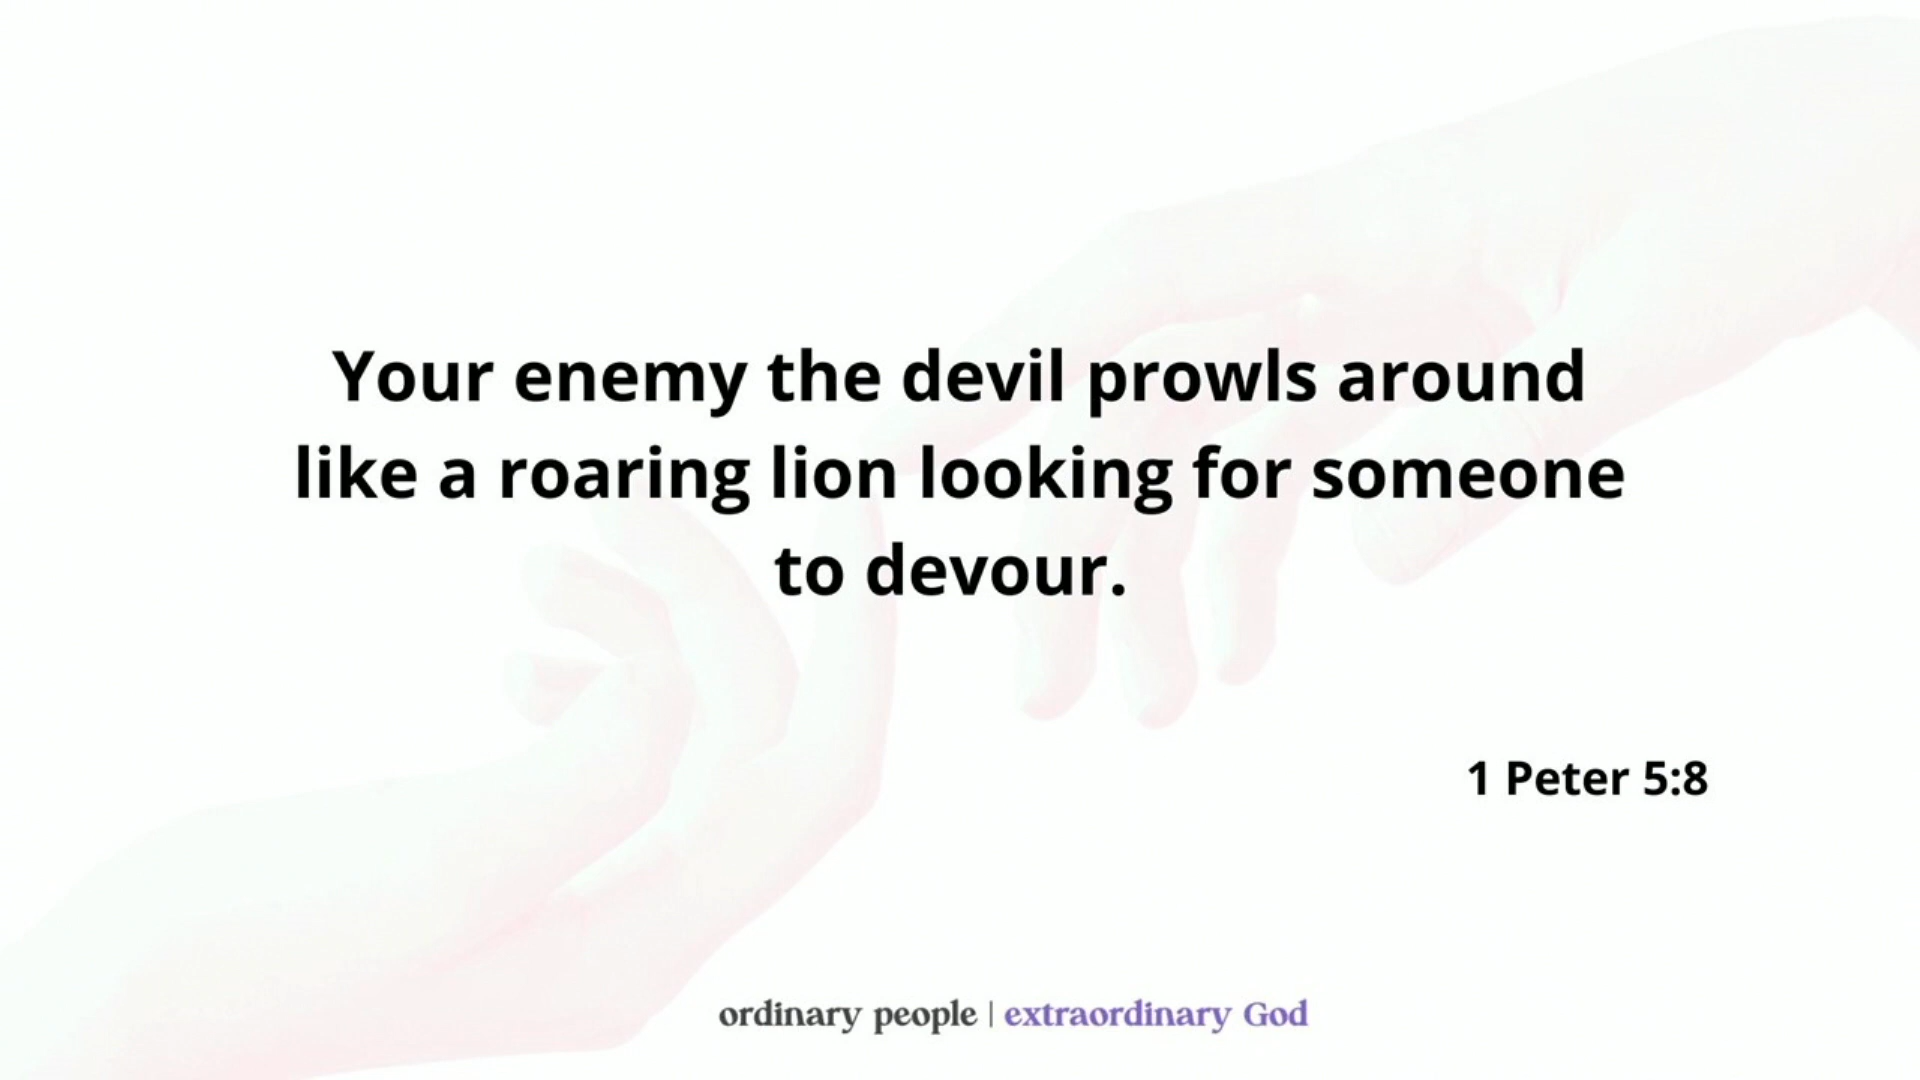 Your enemy the devil prowls around
like a roaring lion looking for someone
to devour.
1 Peter 5:8
ordinary people | extraordinary God